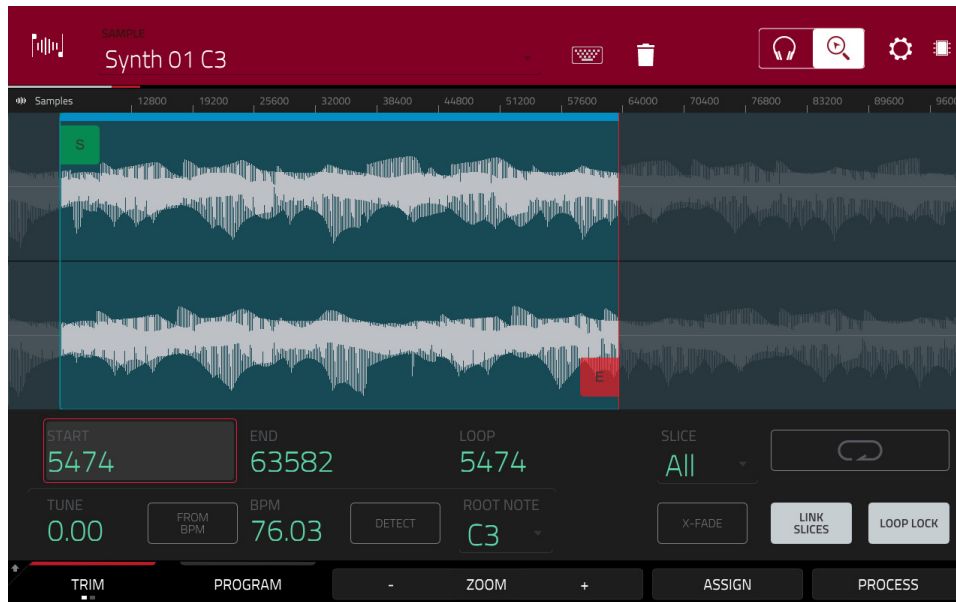 SAMPLE
Synth 01 C3
Samples 12800 19200 25600 32000 38400 44800 51200 57600 64000 70400 76800 83200 89600 9600
S
E
START END LOOP SLICE
5474 63582 5474 All
TUNE BPM ROOT NOTE
0.00 FROM BPM 76.03 DETECT C3 X-FADE LINK SLICES LOOP LOCK
TRIM PROGRAM - ZOOM + ASSIGN PROCESS